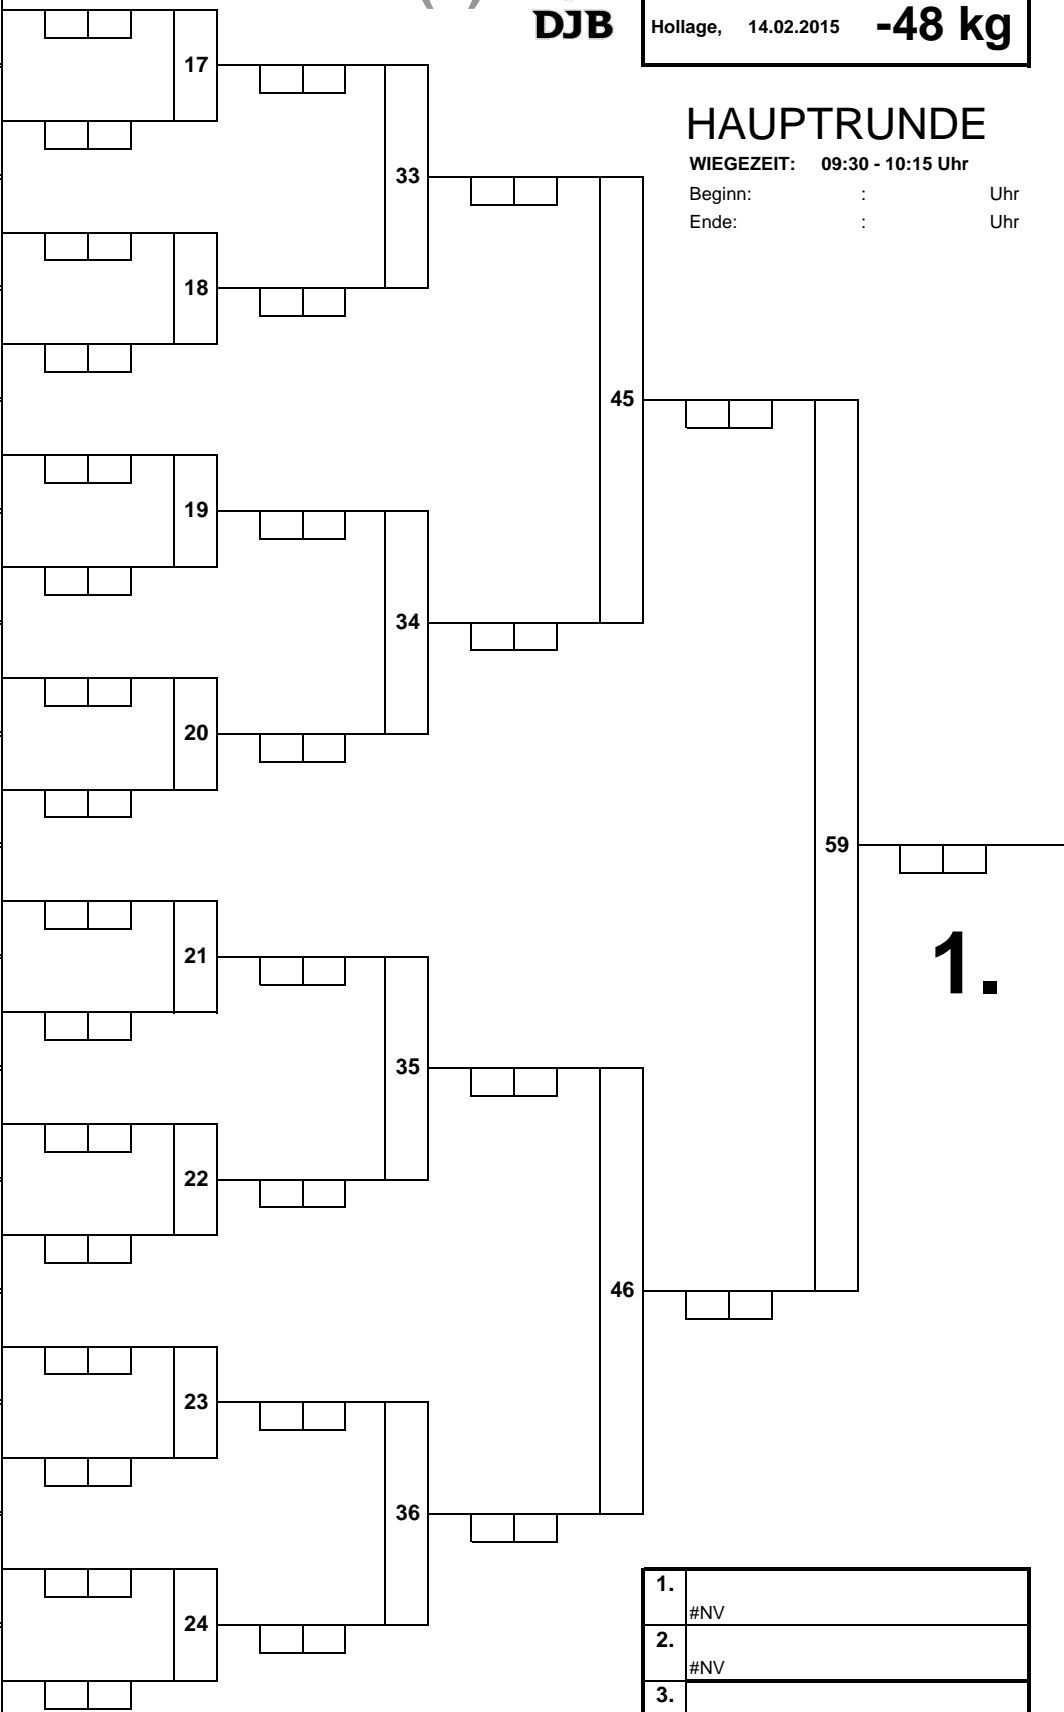 DJB
Hollage, 14.02.2015 -48 kg
HAUPTRUNDE
WIEGEZEIT: 09:30 - 10:15 Uhr
Beginn: : Uhr
Ende: : Uhr
17
33
18
45
19
34
20
59
21
1.
35
22
46
23
36
24
1.
#NV
2.
#NV
3.